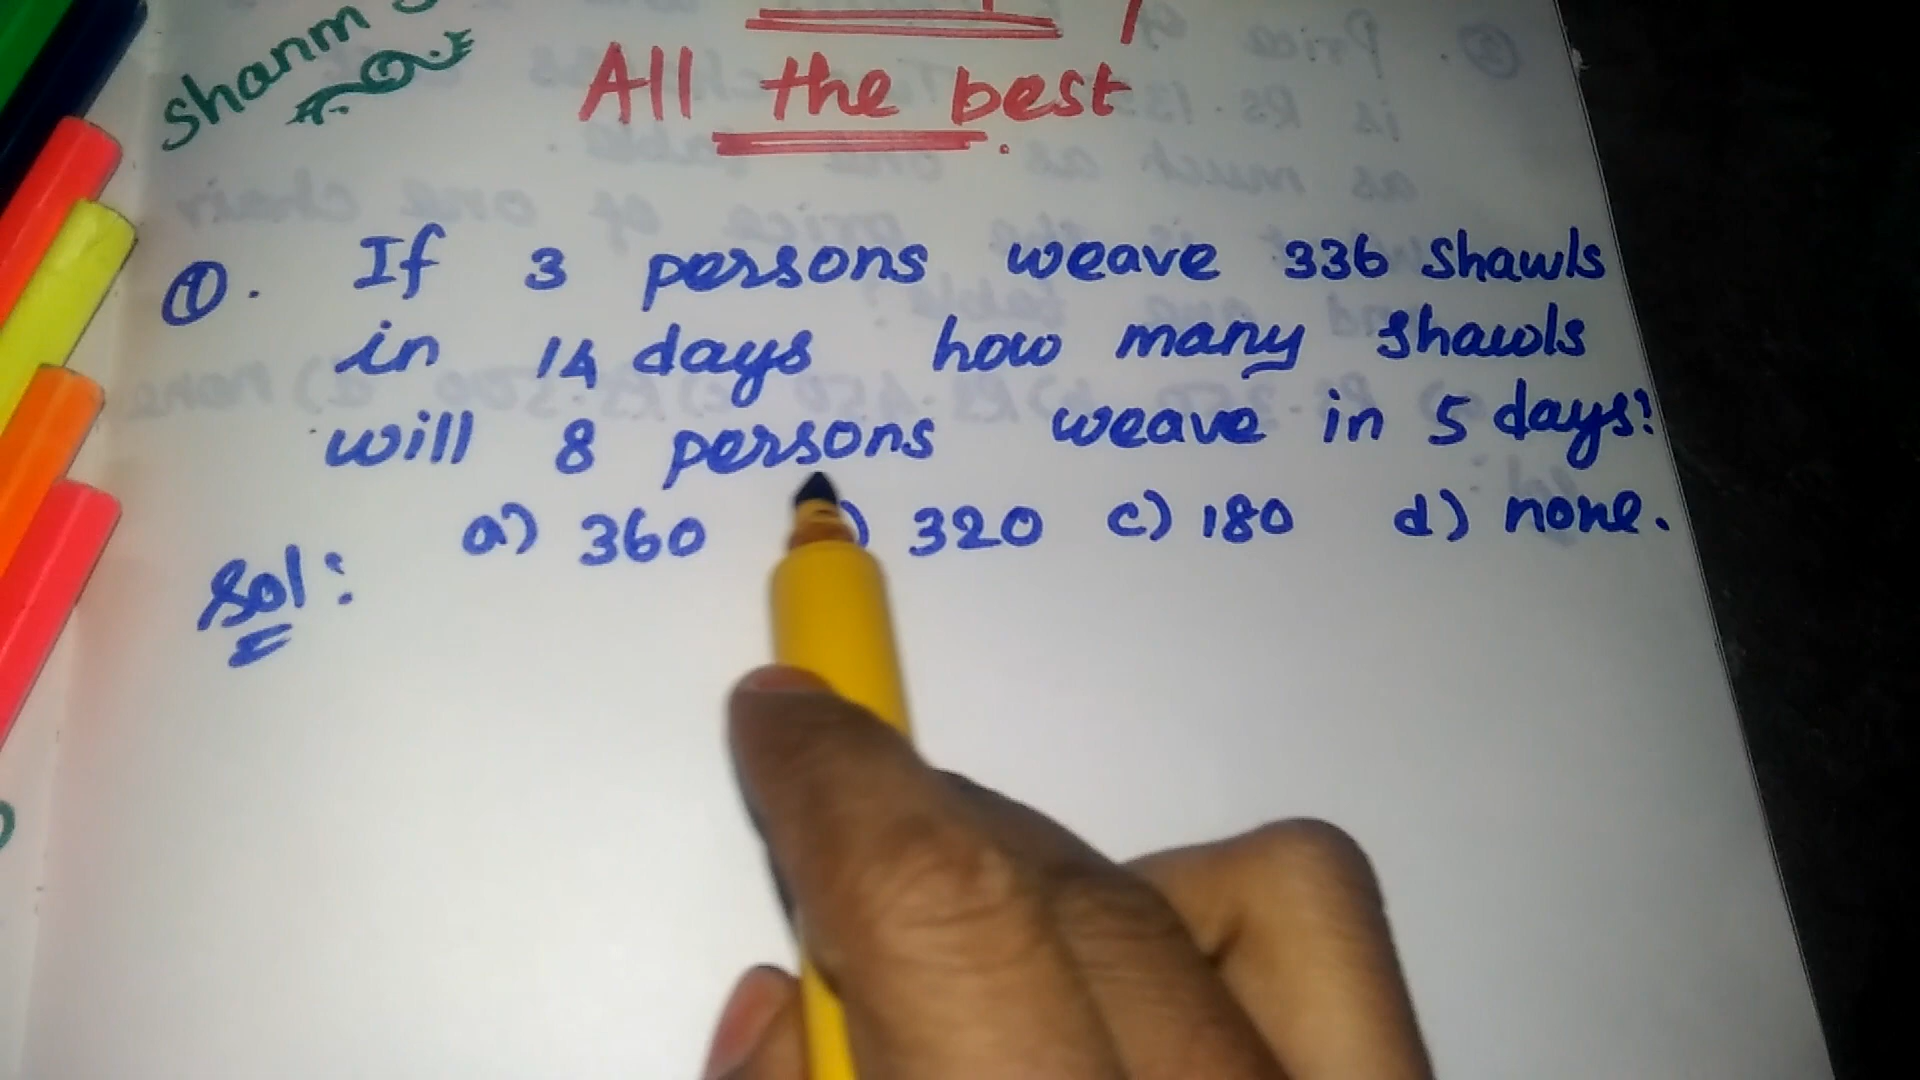 Shanm
All the best.
①. If 3 persons weave 336 shawls
in 14 days how many shawls
will 8 persons weave in 5 days?
a) 360 ) 320 c) 180 d) none.
Sol: